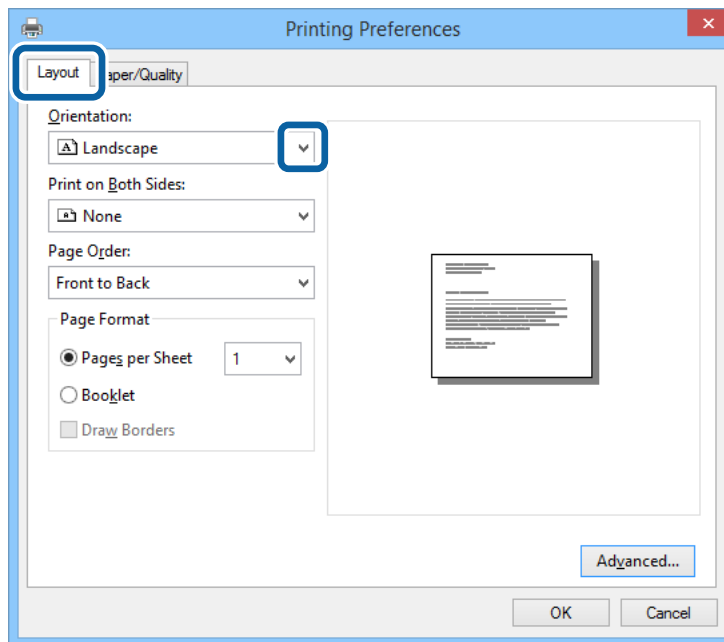 Printing Preferences
Layout
aper/Quality
Orientation:
Landscape
Print on Both Sides:
None
Page Order:
Front to Back
Page Format
Pages per Sheet 1
Booklet
Draw Borders
Advanced...
OK Cancel